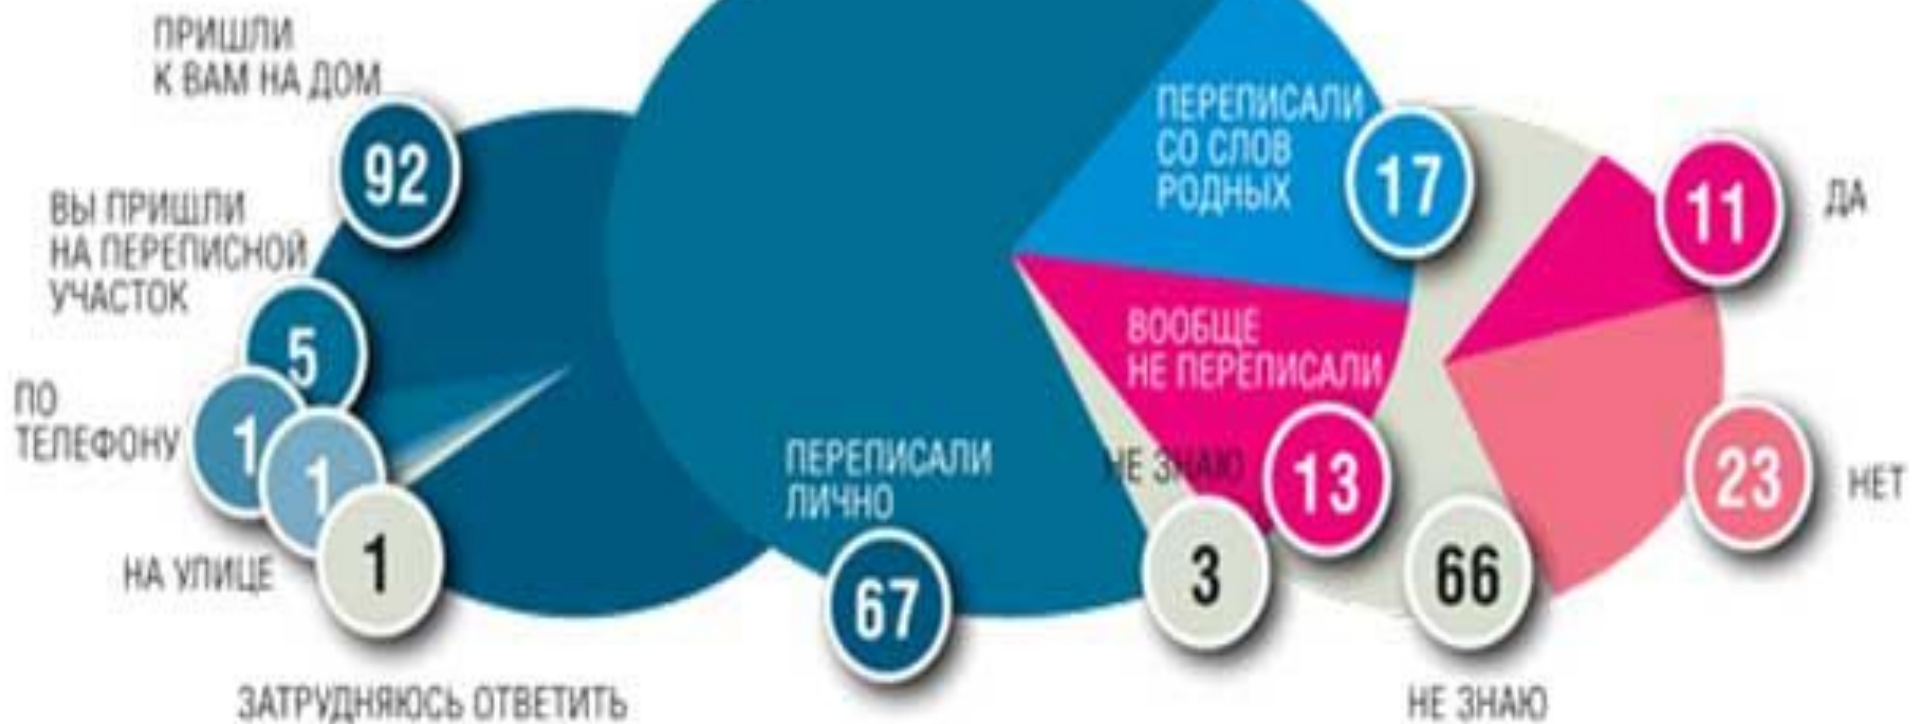 ПРИШЛИ
К ВАМ НА ДОМ
92
ВЫ ПРИШЛИ
НА ПЕРЕПИСНОЙ
УЧАСТОК
5
ПО
ТЕЛЕФОНУ
1
1
НА УЛИЦЕ
1
ЗАТРУДНЯЮСЬ ОТВЕТИТЬ
ПЕРЕПИСАЛИ
ЛИЧНО
67
ПЕРЕПИСАЛИ
СО СЛОВ
РОДНЫХ
17
ВООБЩЕ
НЕ ПЕРЕПИСАЛИ
13
НЕ ЗНАЮ
3
11
ДА
23
НЕТ
66
НЕ ЗНАЮ